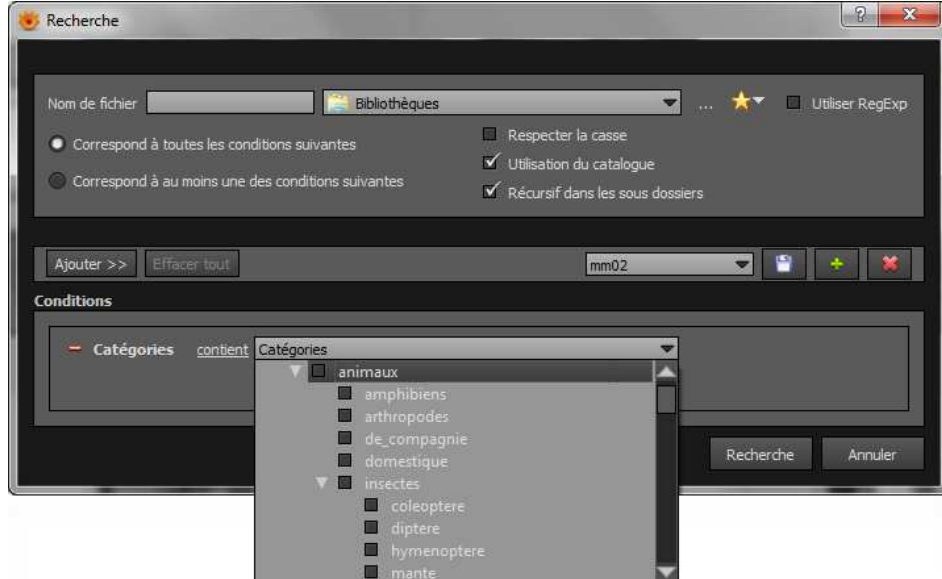 Recherche
Nom de fichier Bibliothèques ... Utiliser RegExp
Correspond à toutes les conditions suivantes
Respecter la casse
Utilisation du catalogue
Correspond à au moins une des conditions suivantes
Récursif dans les sous dossiers
Ajouter >> Effacer tout mm02
Conditions
Catégories contient Catégories
animaux
amphibiens
arthropodes
de_compagnie
domestique
Recherche Annuler
insectes
coleoptere
diptere
hymenoptere
mante